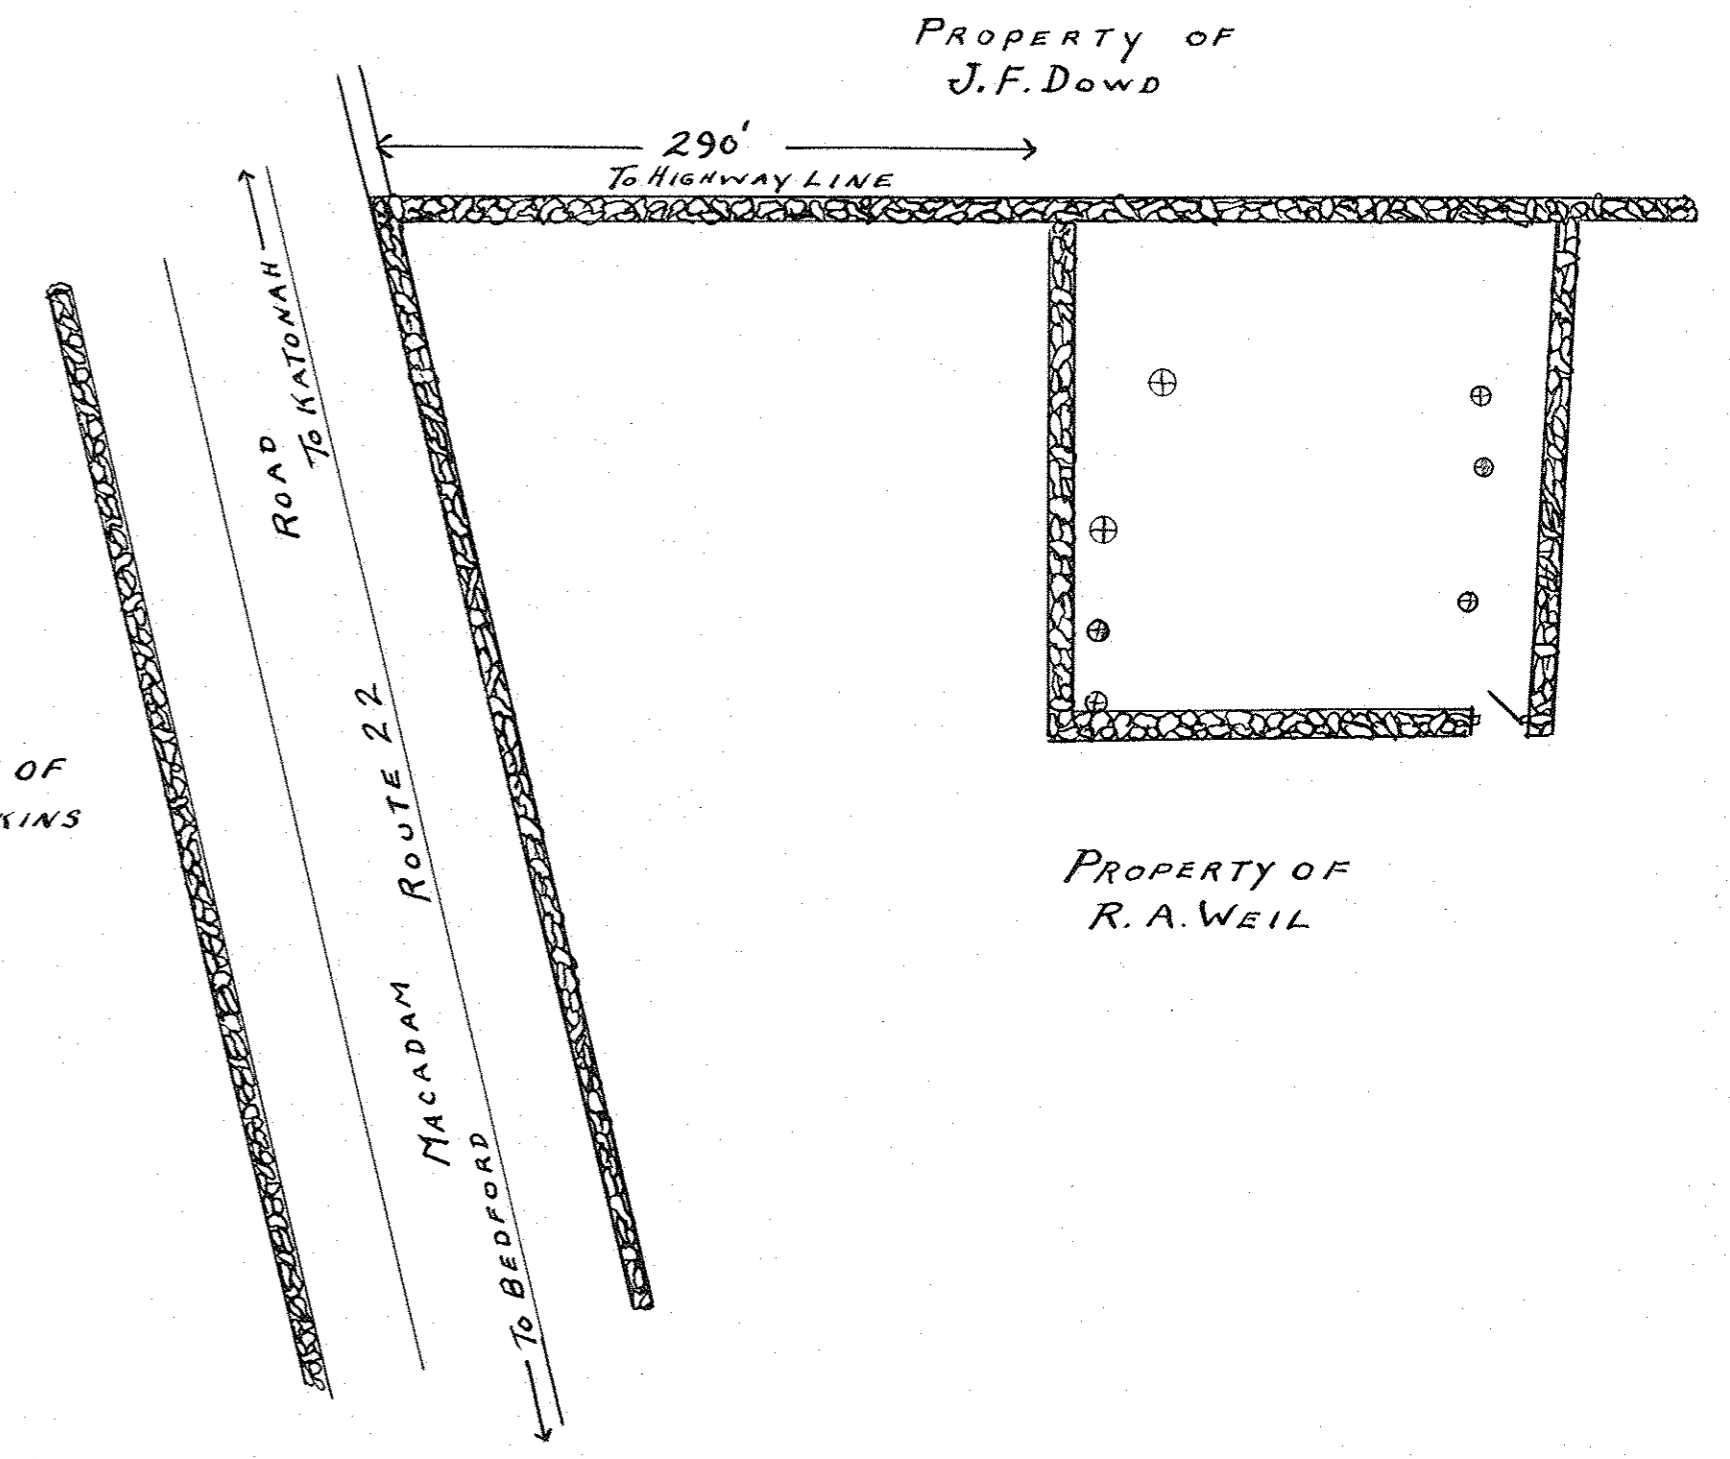 PROPERTY OF
J. F. DOWD
290'
TO HIGHWAY LINE
ROAD
TO KATONAH
MACADAM ROUTE 22
TO BEDFORD
OF
PROPERTY OF
R. A. WEIL